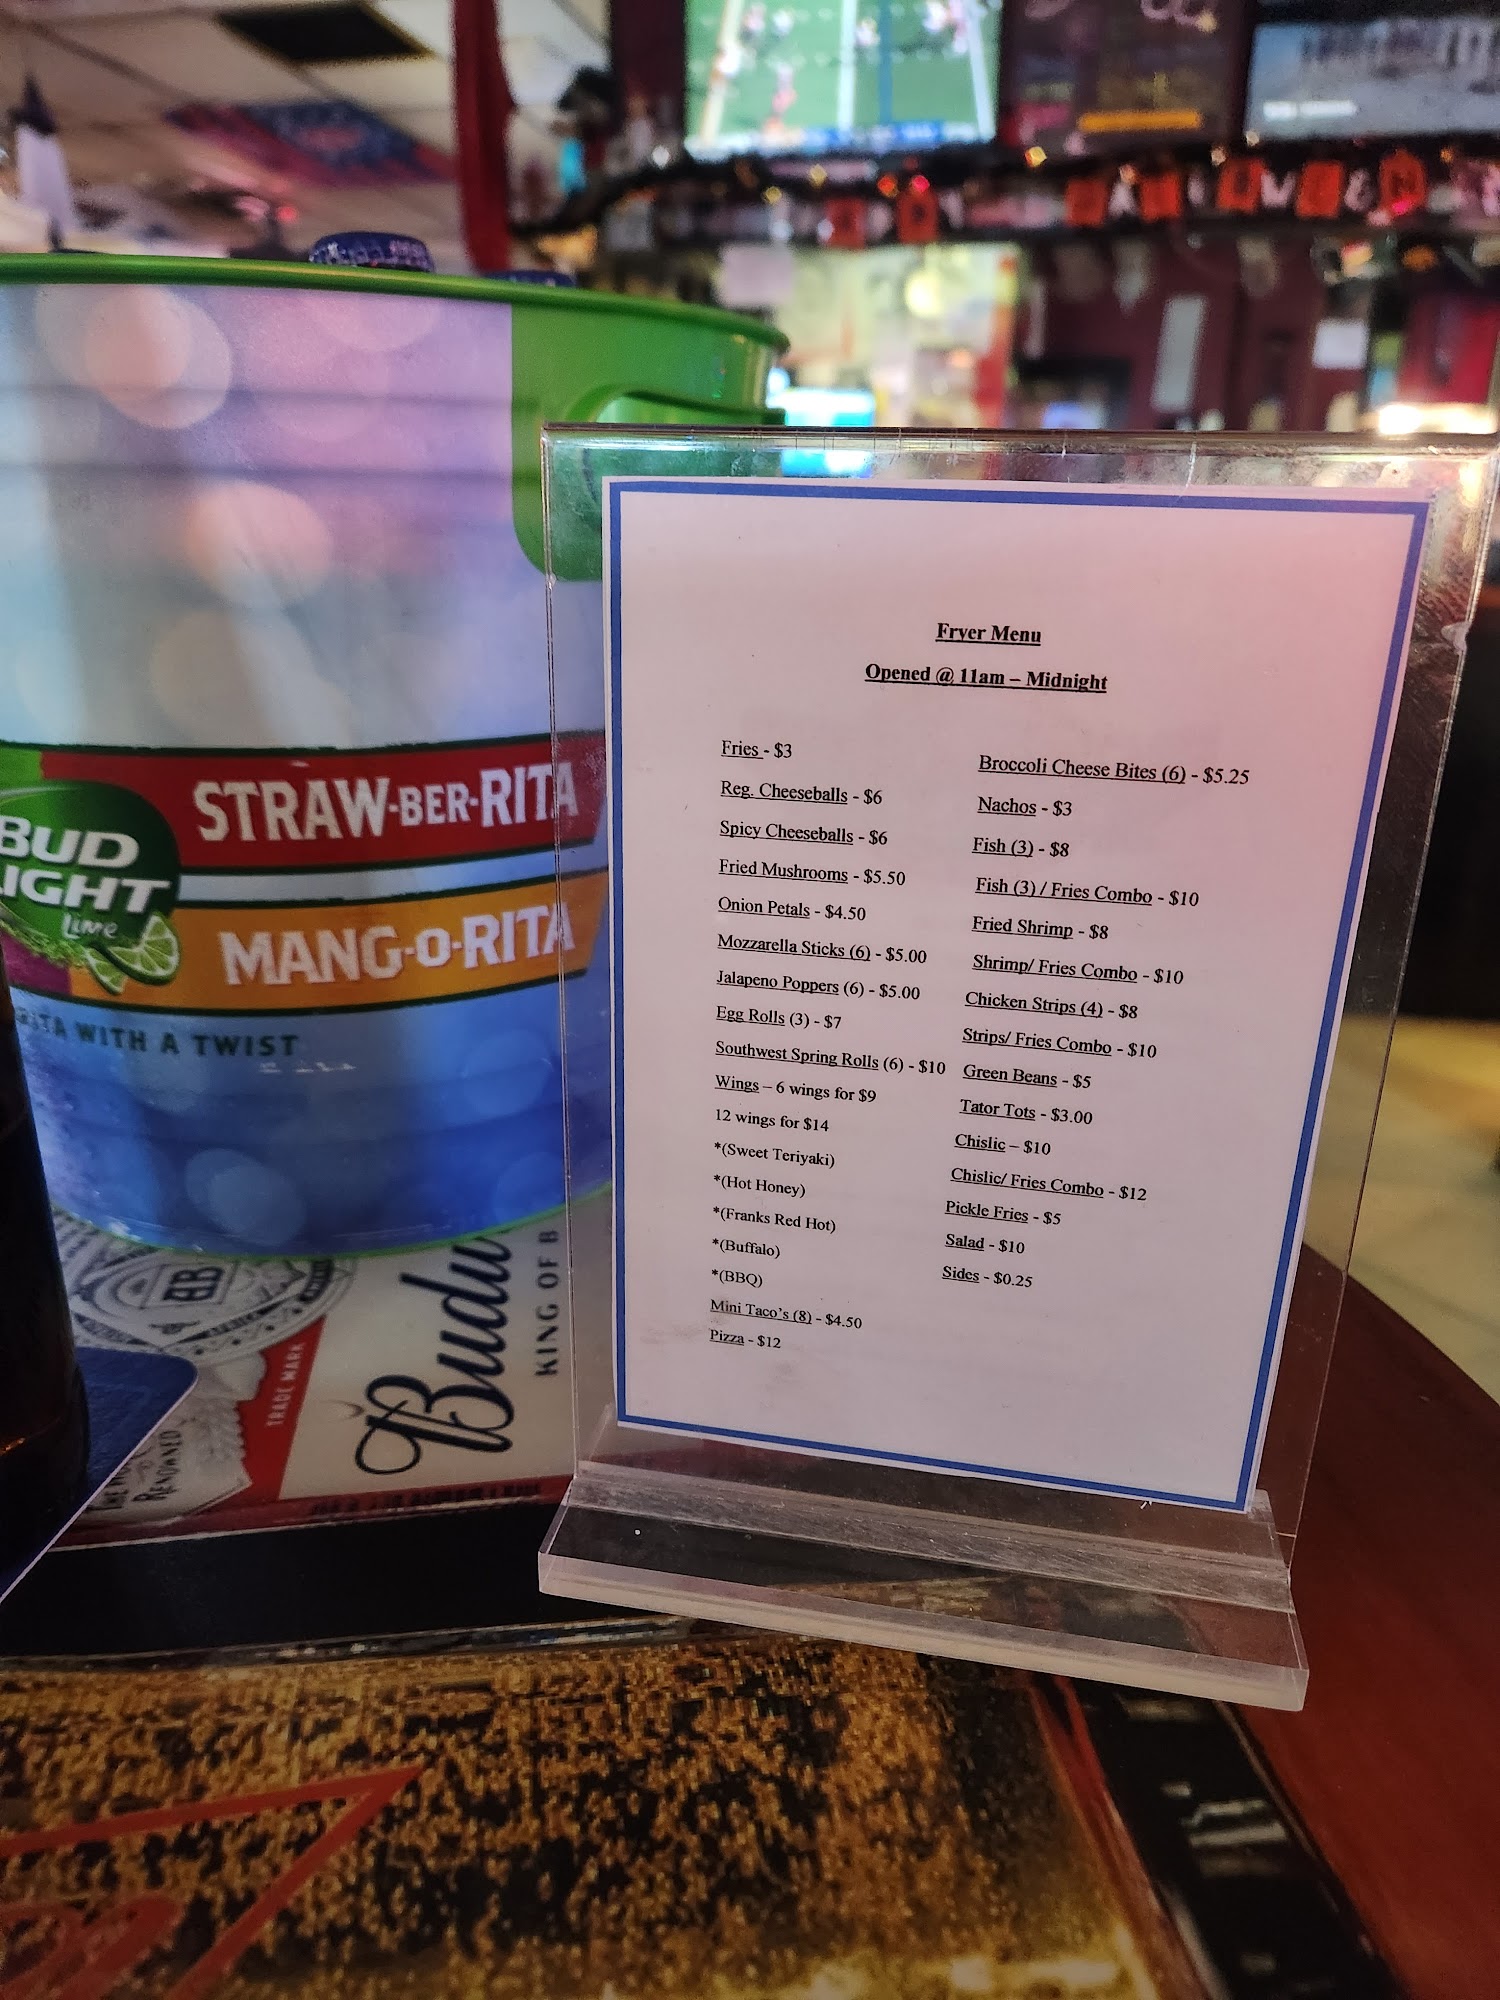 Fryer Menu
Opened @ 11am – Midnight
Fries - $3
Reg. Cheeseballs - $6
Spicy Cheeseballs - $6
Fried Mushrooms - $5.50
Onion Petals - $4.50
Mozzarella Sticks (6) - $5.00
Jalapeno Poppers (6) - $5.00
Egg Rolls (3) - $7
Southwest Spring Rolls (6) - $10
Wings – 6 wings for $9
12 wings for $14
*(Sweet Teriyaki)
*(Hot Honey)
*(Franks Red Hot)
*(Buffalo)
*(BBQ)
Mini Taco's (8) - $4.50
Pizza - $12
Broccoli Cheese Bites (6) - $5.25
Nachos - $3
Fish (3) - $8
Fish (3) / Fries Combo - $10
Fried Shrimp - $8
Shrimp/ Fries Combo - $10
Chicken Strips (4) - $8
Strips/ Fries Combo - $10
Green Beans - $5
Tator Tots - $3.00
Chislic – $10
Chislic/ Fries Combo - $12
Pickle Fries - $5
Salad - $10
Sides - $0.25
STRAW-BER-RITA
BUD
LIGHT
Lime
MANG-O-RITA
WITH A TWIST
Budw
KING OF B
TRADE MARK
RENOWNED